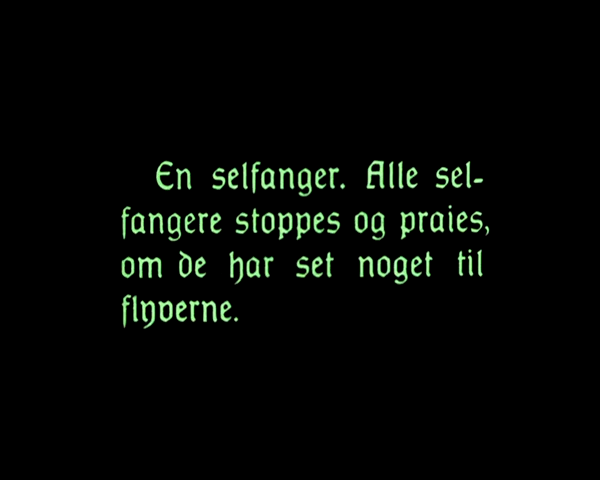 En selfanger. Alle sel-
fangere stoppes og praies,
om de har set noget til
flyverne.